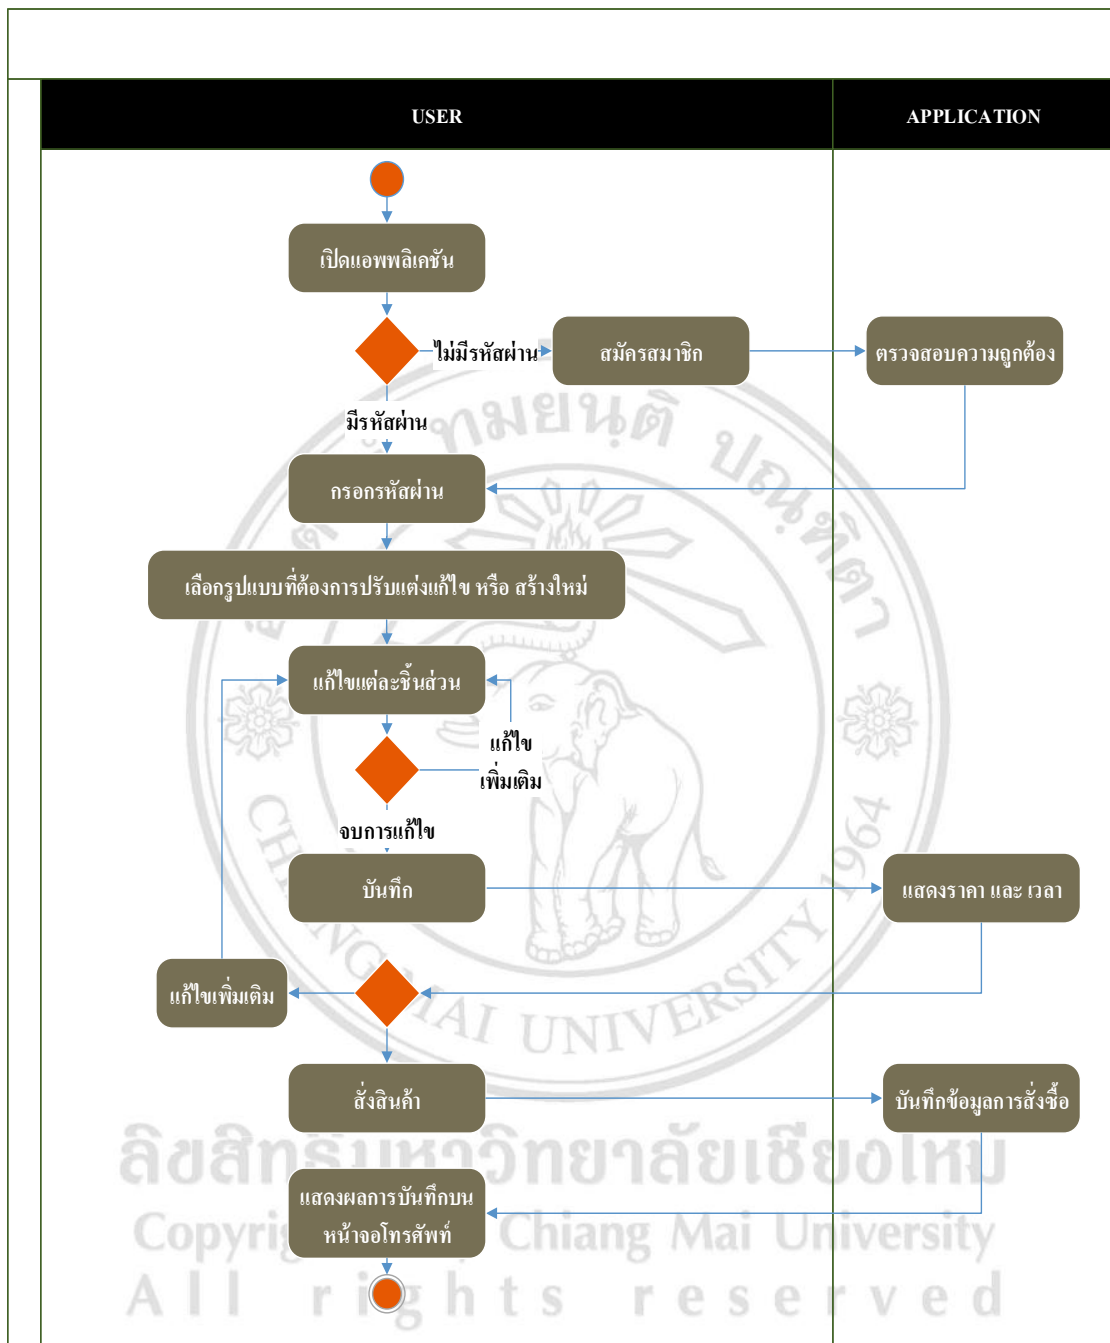 USER
APPLICATION
เปิดแอพพลิเคชัน
ไม่มีรหัสผ่าน
สมัครสมาชิก
ตรวจสอบความถูกต้อง
มีรหัสผ่าน
กรอกรหัสผ่าน
เลือกรูปแบบที่ต้องการปรับแต่งแก้ไข หรือ สร้างใหม่
แก้ไขแต่ละชิ้นส่วน
แก้ไข
เพิ่มเติม
จบการแก้ไข
บันทึก
แสดงราคา และ เวลา
แก้ไขเพิ่มเติม
สั่งสินค้า
บันทึกข้อมูลการสั่งซื้อ
แสดงผลการบันทึกบน
หน้าจอโทรศัพท์
ทมยนฺติ ปณฺฑิตา
CHIANG MAI UNIVERSITY 1964
ลิขสิทธิ์มหาวิทยาลัยเชียงใหม่
Chiang Mai University
All rights reserved